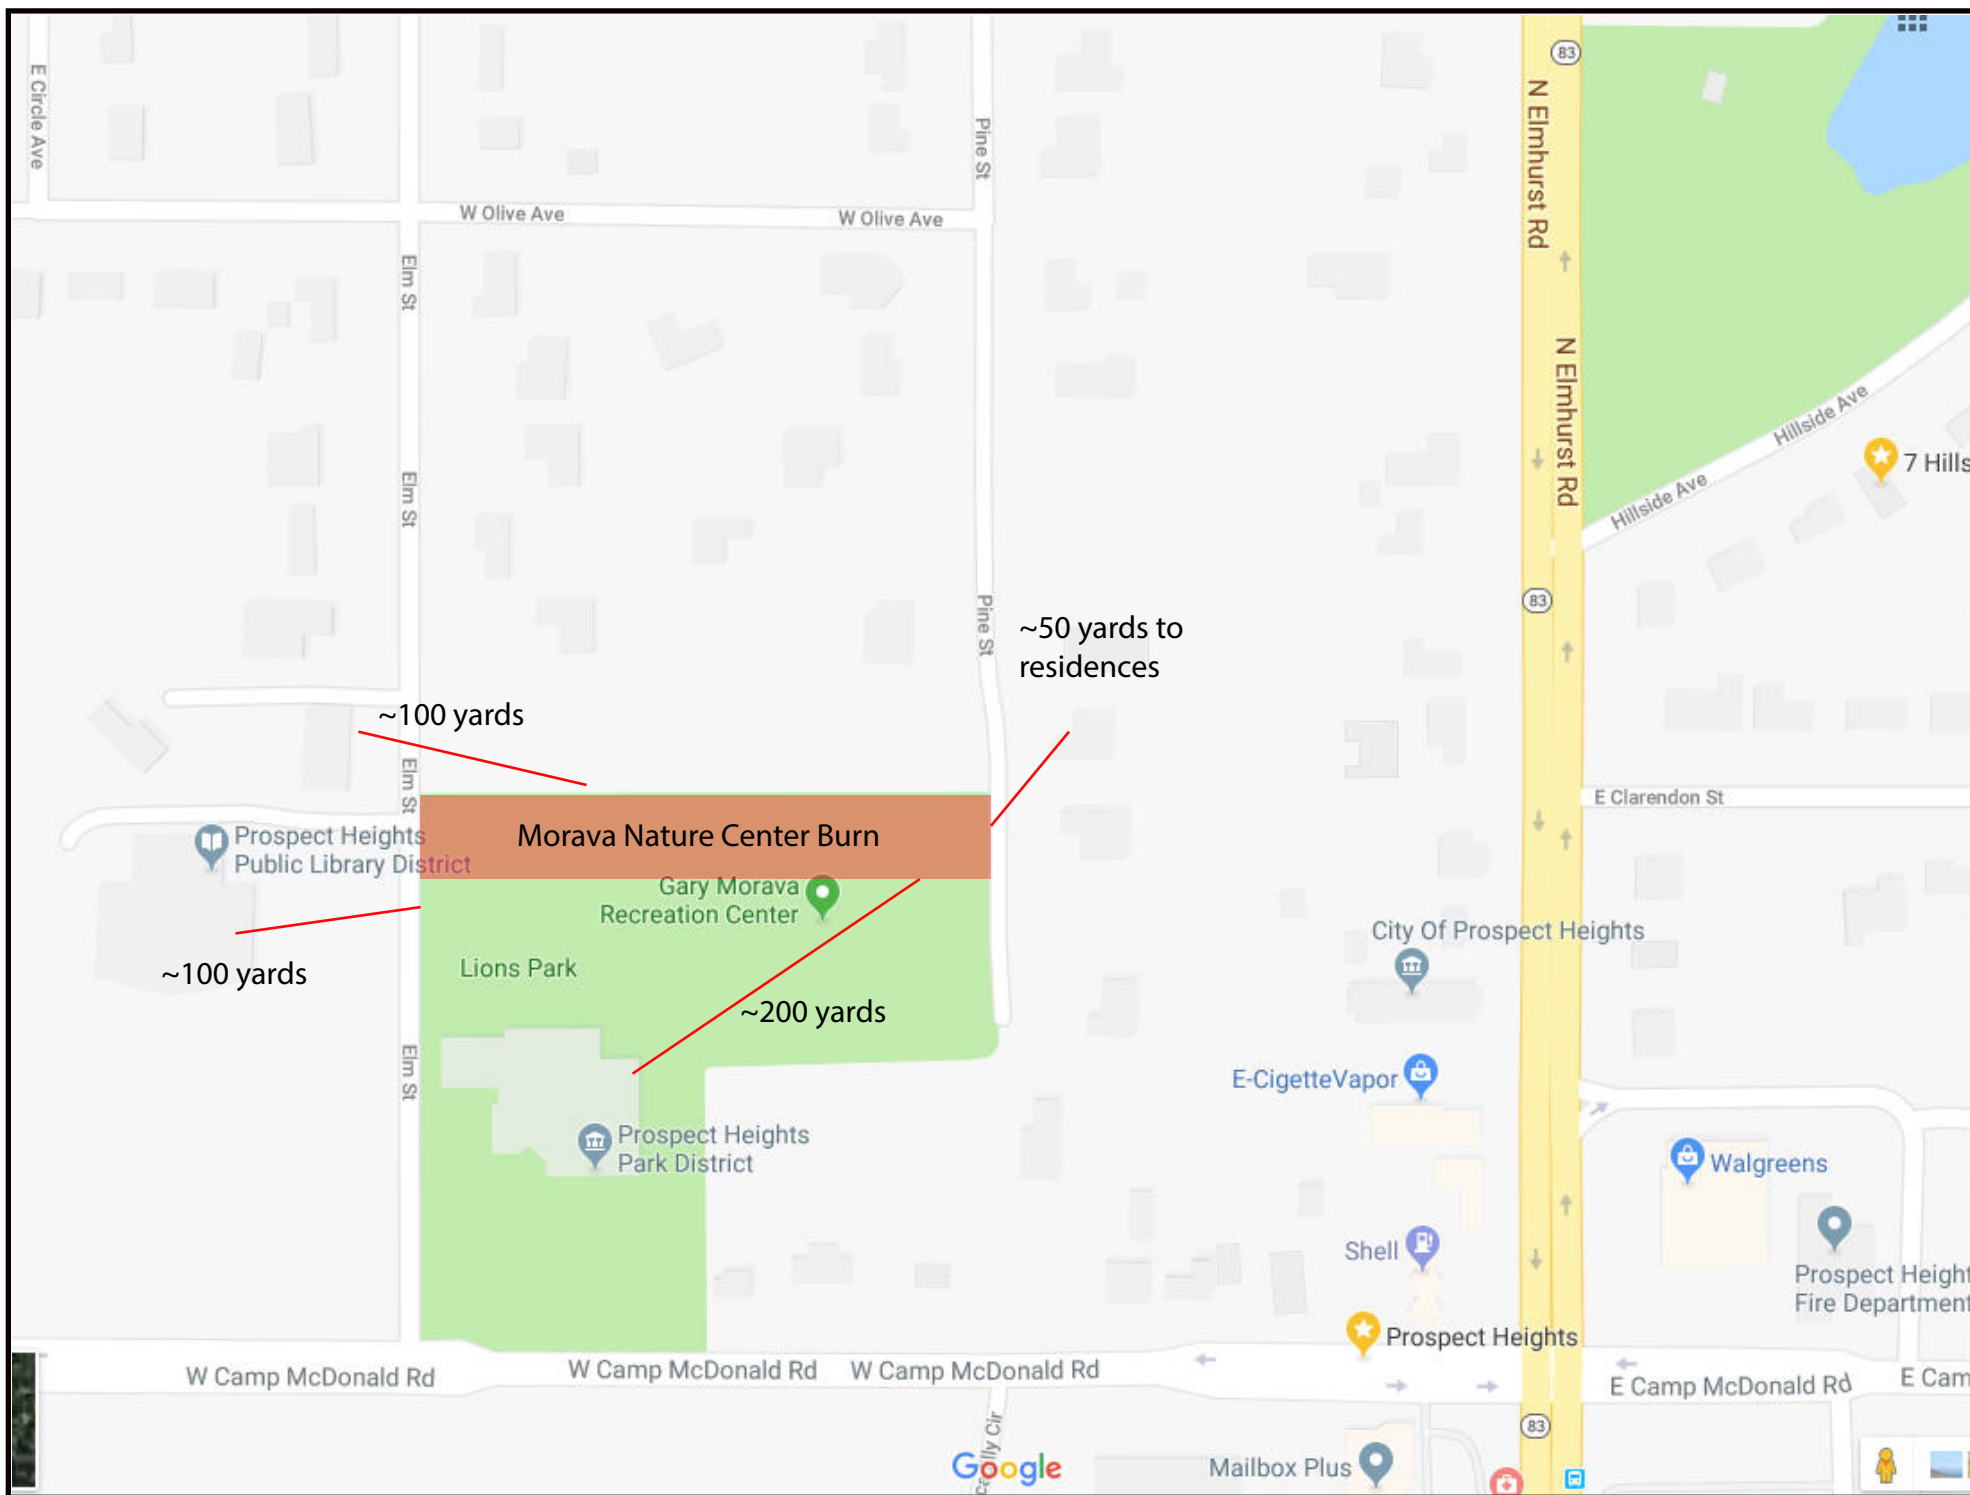 83
E Circle Ave
Pine St
N Elmhurst Rd
W Olive Ave
W Olive Ave
Elm St
N Elmhurst Rd
Hillside Ave
7 Hills
Elm St
Hillside Ave
83
Pine St
~50 yards to
residences
~100 yards
Elm St
E Clarendon St
Morava Nature Center Burn
Prospect Heights
Public Library District
Gary Morava
Recreation Center
City Of Prospect Heights
~100 yards
Lions Park
~200 yards
Elm St
E-CigetteVapor
Prospect Heights
Park District
Walgreens
Shell
Prospect Height
Fire Department
Prospect Heights
W Camp McDonald Rd
W Camp McDonald Rd
W Camp McDonald Rd
E Camp McDonald Rd
E Cam
83
Cir
Google
Mailbox Plus